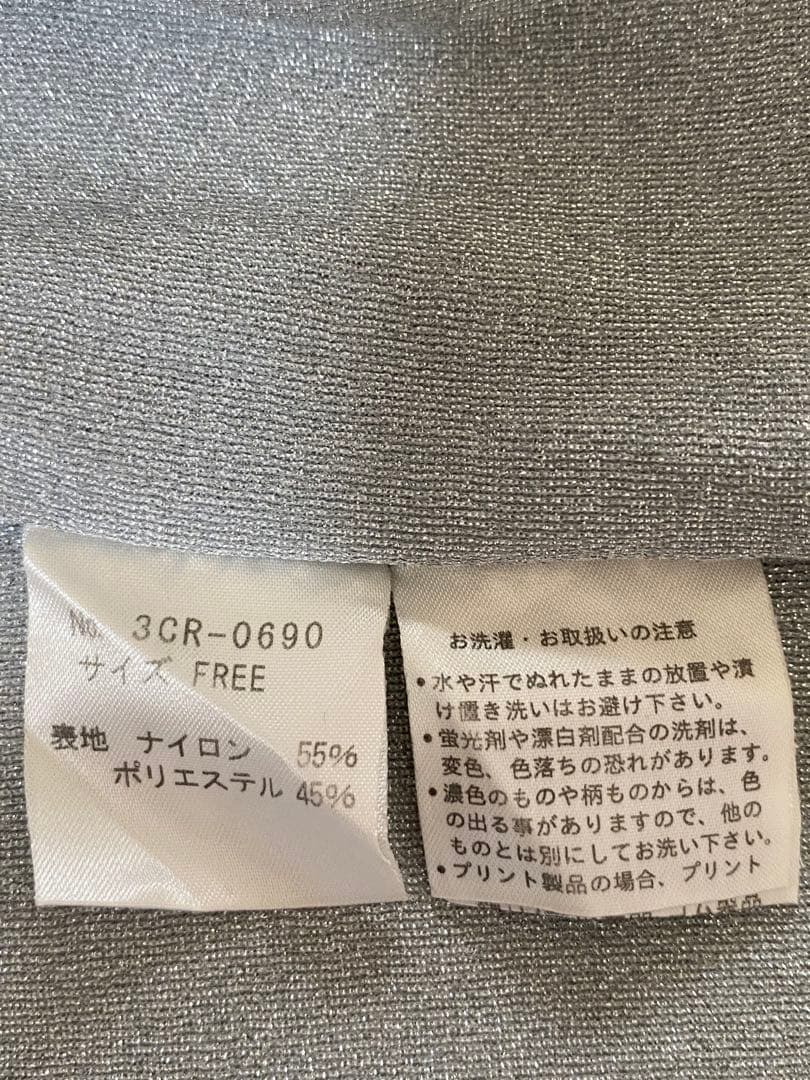 No. 3CR-0690
サイズ FREE
表地 ナイロン 55%
ポリエステル 45%
お洗濯・お取扱いの注意
・水や汗でぬれたままの放置や漬
け置き洗いはお避け下さい。
・蛍光剤や漂白剤配合の洗剤は、
変色、色落ちの恐れがあります。
・濃色のものや柄ものからは、色
の出る事がありますので、他の
ものとは別にしてお洗い下さい。
・プリント製品の場合、プリント